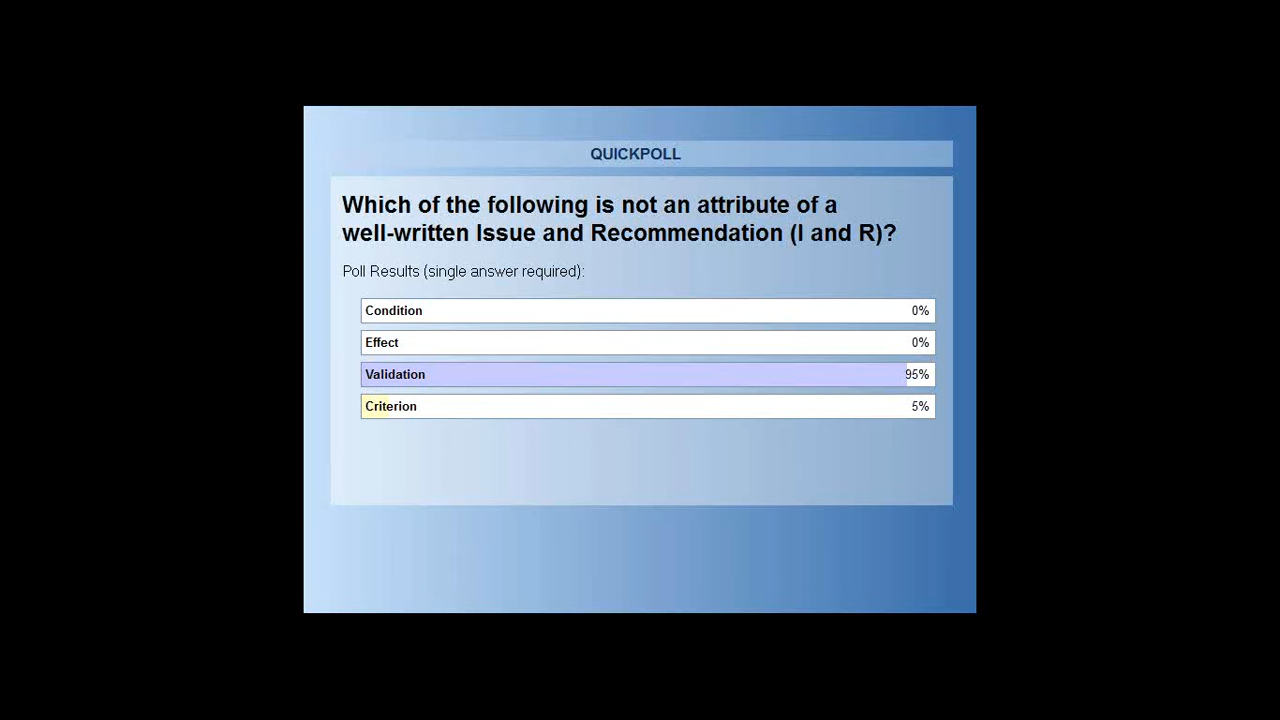 QUICKPOLL
Which of the following is not an attribute of a
well-written Issue and Recommendation (I and R)?
Poll Results (single answer required):
Condition 0%
Effect 0%
Validation 95%
Criterion 5%